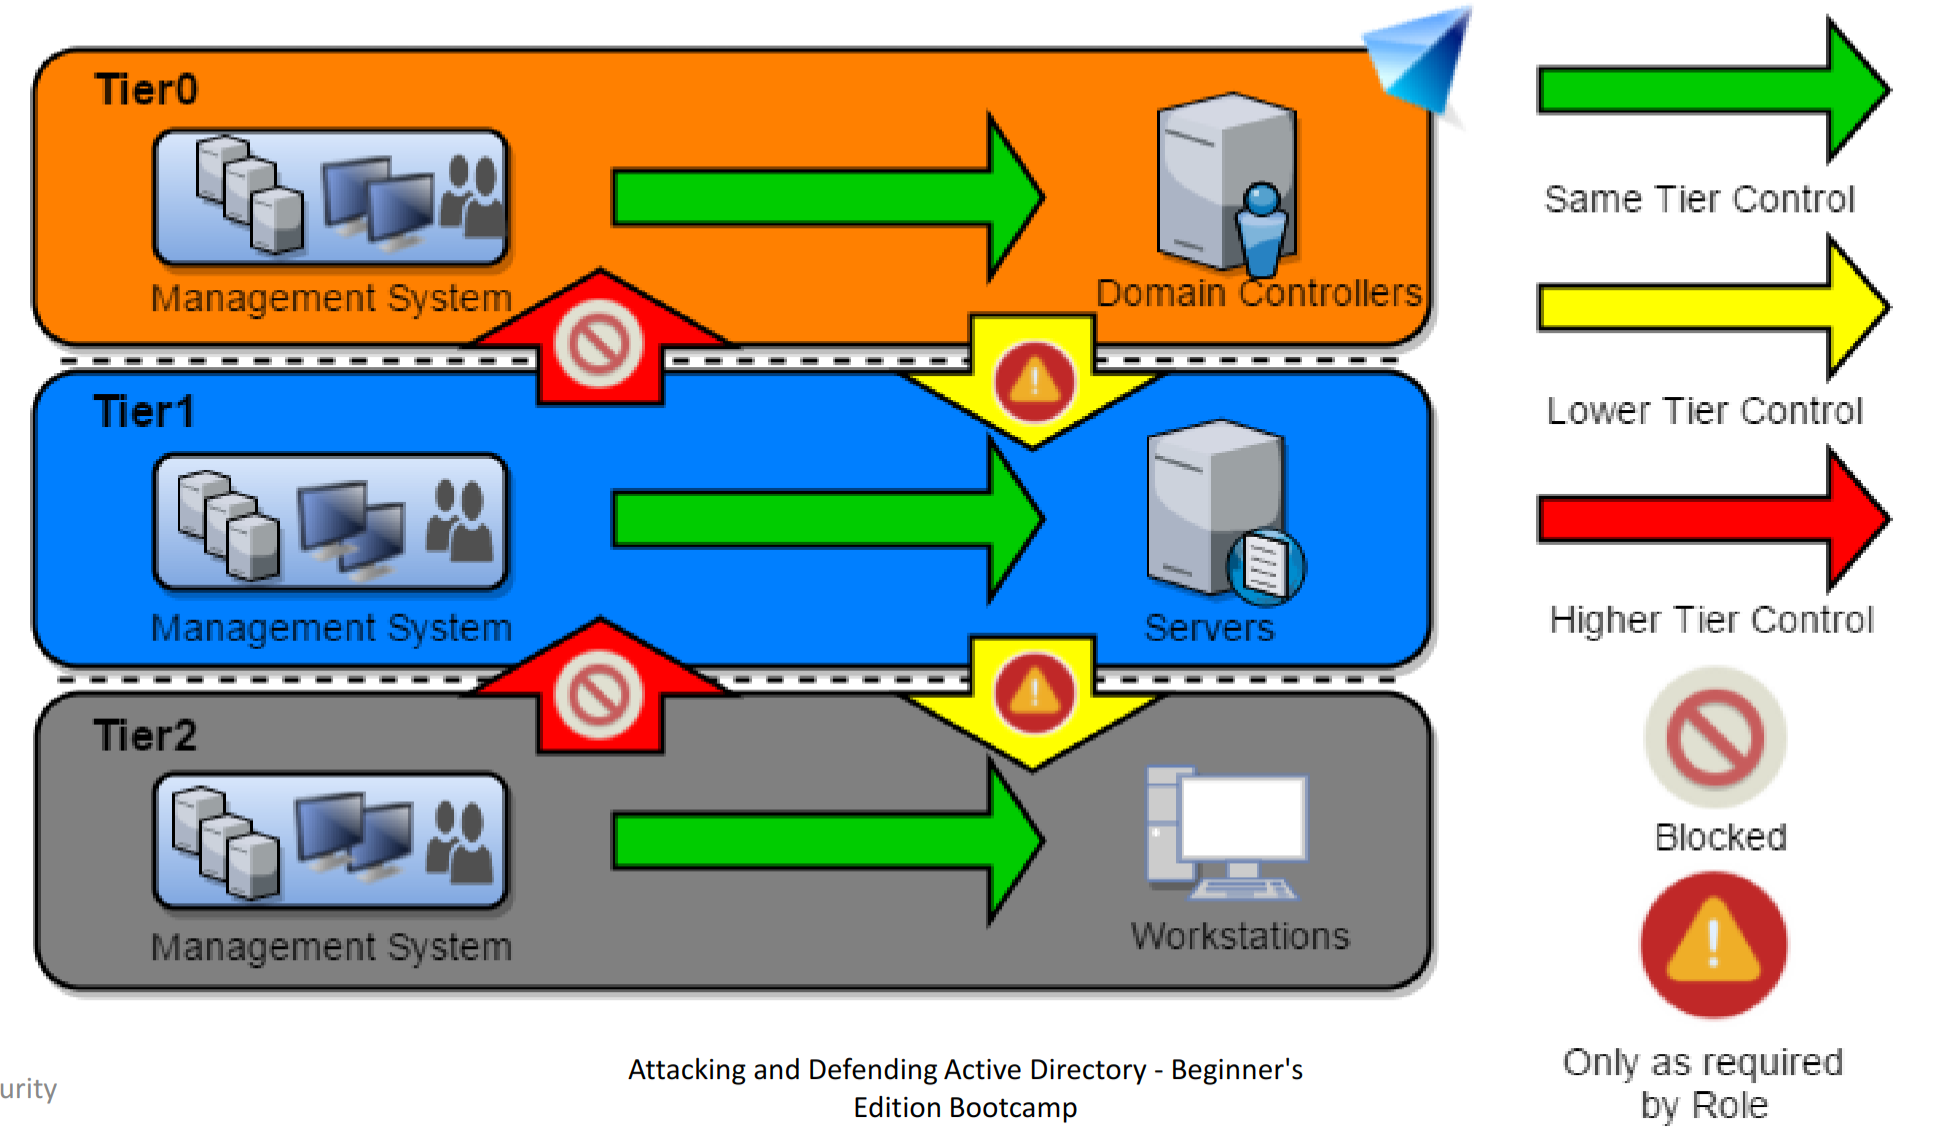 Tier0
Management System
Domain Controllers
Tier1
Management System
Servers
Tier2
Management System
Workstations
Same Tier Control
Lower Tier Control
Higher Tier Control
Blocked
Only as required
by Role
urity
Attacking and Defending Active Directory - Beginner's
Edition Bootcamp